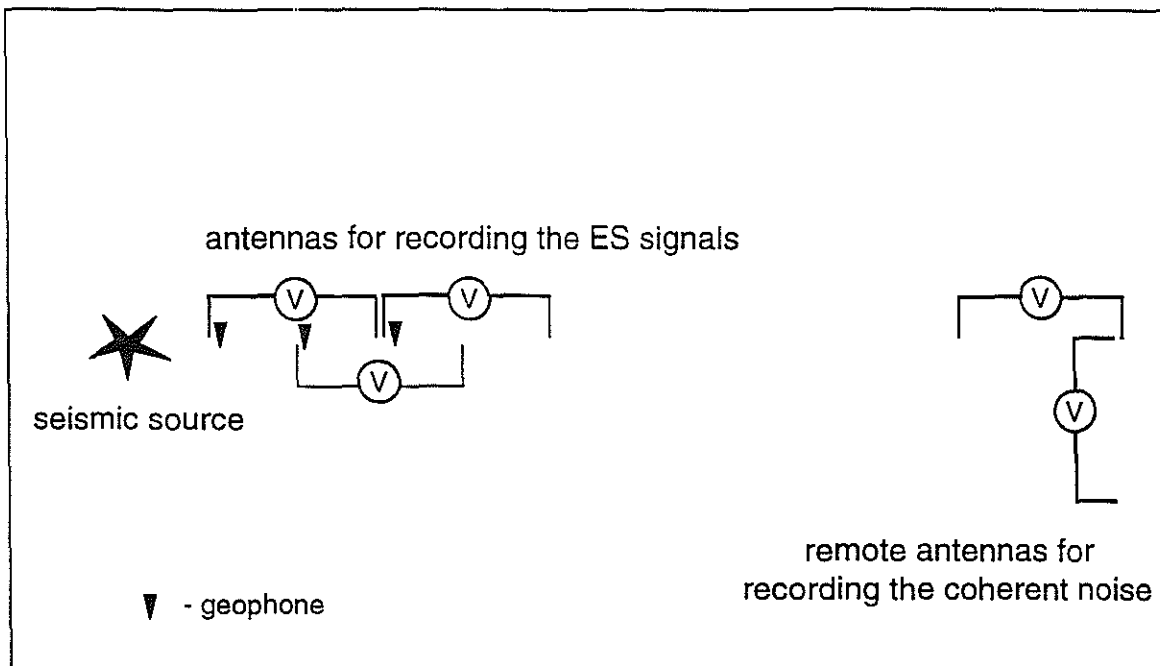 antennas for recording the ES signals
V V V
V
V
seismic source
remote antennas for
recording the coherent noise
- geophone